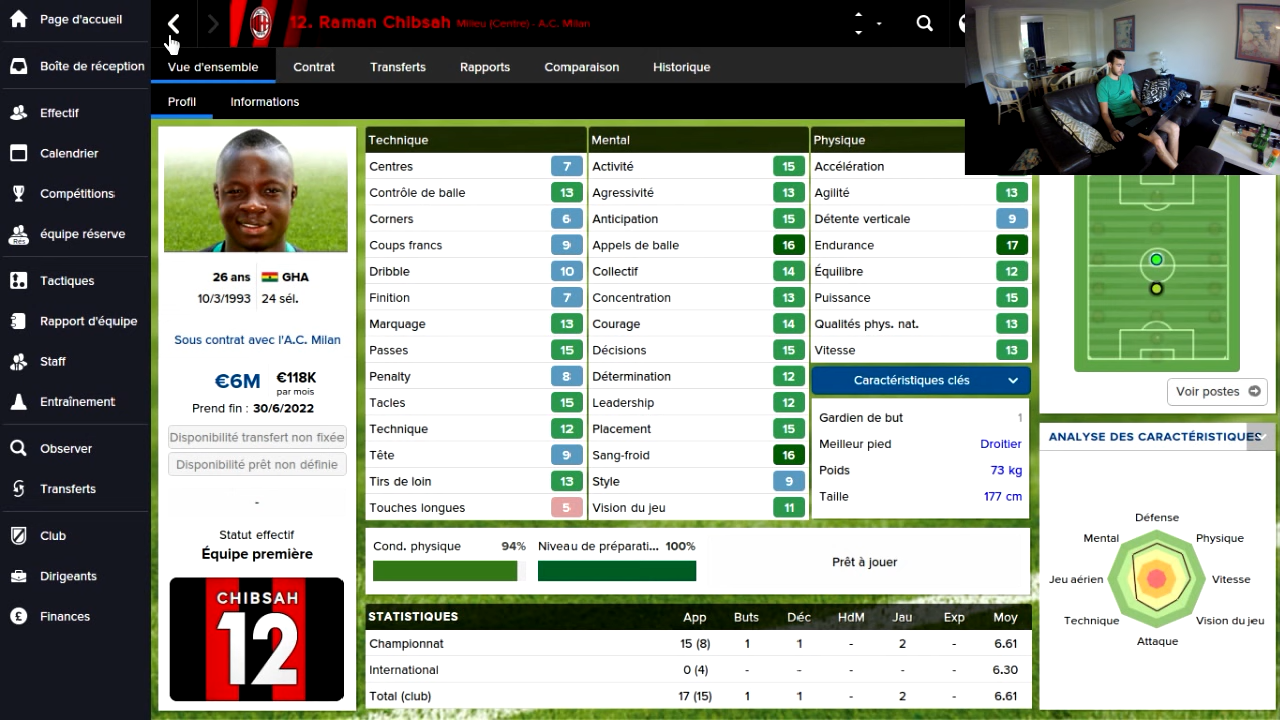 Page d'accueil
Boîte de réception
Effectif
Calendrier
Compétitions
équipe réserve
Rés
Tactiques
Rapport d'équipe
Staff
Entraînement
Observer
Transferts
Club
Dirigeants
Finances
12. Raman Chibsah Milieu (Centre) - A.C. Milan
Vue d'ensemble Contrat Transferts Rapports Comparaison Historique
Profil Informations
26 ans GHA
10/3/1993 24 sél.
Sous contrat avec l'A.C. Milan
€6M €118K
par mois
Prend fin : 30/6/2022
Disponibilité transfert non fixée
Disponibilité prêt non définie
-
Statut effectif
Équipe première
CHIBSAH
12
Technique
Centres 7
Contrôle de balle 13
Corners 6
Coups francs 9
Dribble 10
Finition 7
Marquage 13
Passes 15
Penalty 8
Tacles 15
Technique 12
Tête 9
Tirs de loin 13
Touches longues 5
Mental
Activité 15
Agressivité 13
Anticipation 15
Appels de balle 16
Collectif 14
Concentration 13
Courage 14
Décisions 15
Détermination 12
Leadership 12
Placement 15
Sang-froid 16
Style 9
Vision du jeu 11
Physique
Accélération
Agilité 13
Détente verticale 9
Endurance 17
Équilibre 12
Puissance 15
Qualités phys. nat. 13
Vitesse 13
Caractéristiques clés
Gardien de but 1
Meilleur pied Droitier
Poids 73 kg
Taille 177 cm
Cond. physique 94% Niveau de préparati... 100%
Prêt à jouer
STATISTIQUES App Buts Déc HdM Jau Exp Moy
Championnat 15 (8) 1 1 - 2 - 6.61
International 0 (4) - - - - - 6.30
Total (club) 17 (15) 1 1 - 2 - 6.61
Voir postes
ANALYSE DES CARACTÉRISTIQUES
Défense
Mental Physique
Jeu aérien Vitesse
Technique Vision du jeu
Attaque